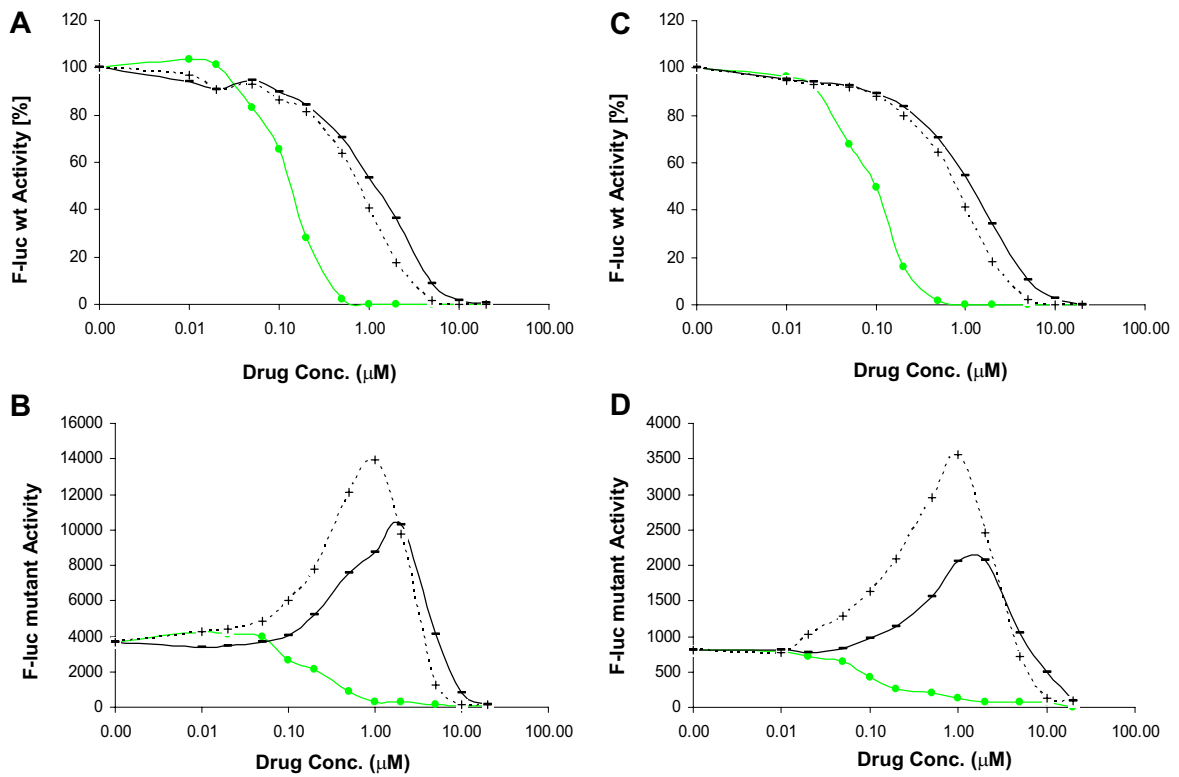 A
120
100
80
60
40
20
0
F-luc wt Activity [%]
0.00 0.01 0.10 1.00 10.00 100.00
Drug Conc. (μM)
C
120
100
80
60
40
20
0
F-luc wt Activity [%]
0.00 0.01 0.10 1.00 10.00 100.00
Drug Conc. (μM)
B
16000
14000
12000
10000
8000
6000
4000
2000
0
F-luc mutant Activity
0.00 0.01 0.10 1.00 10.00 100.00
Drug Conc. (μM)
D
4000
3500
3000
2500
2000
1500
1000
500
0
F-luc mutant Activity
0.00 0.01 0.10 1.00 10.00 100.00
Drug Conc. (μM)